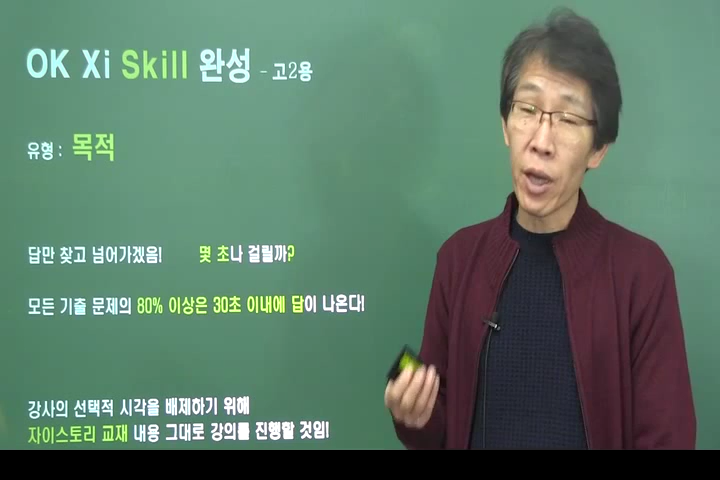 OK Xi Skill 완성 - 고2용
유형 : 목적
답만 찾고 넘어가겠음! 몇 초나 걸릴까?
모든 기출 문제의 80% 이상은 30초 이내에 답이 나온다!
강사의 선택적 시각을 배제하기 위해
자이스토리 교재 내용 그대로 강의를 진행할 것임!